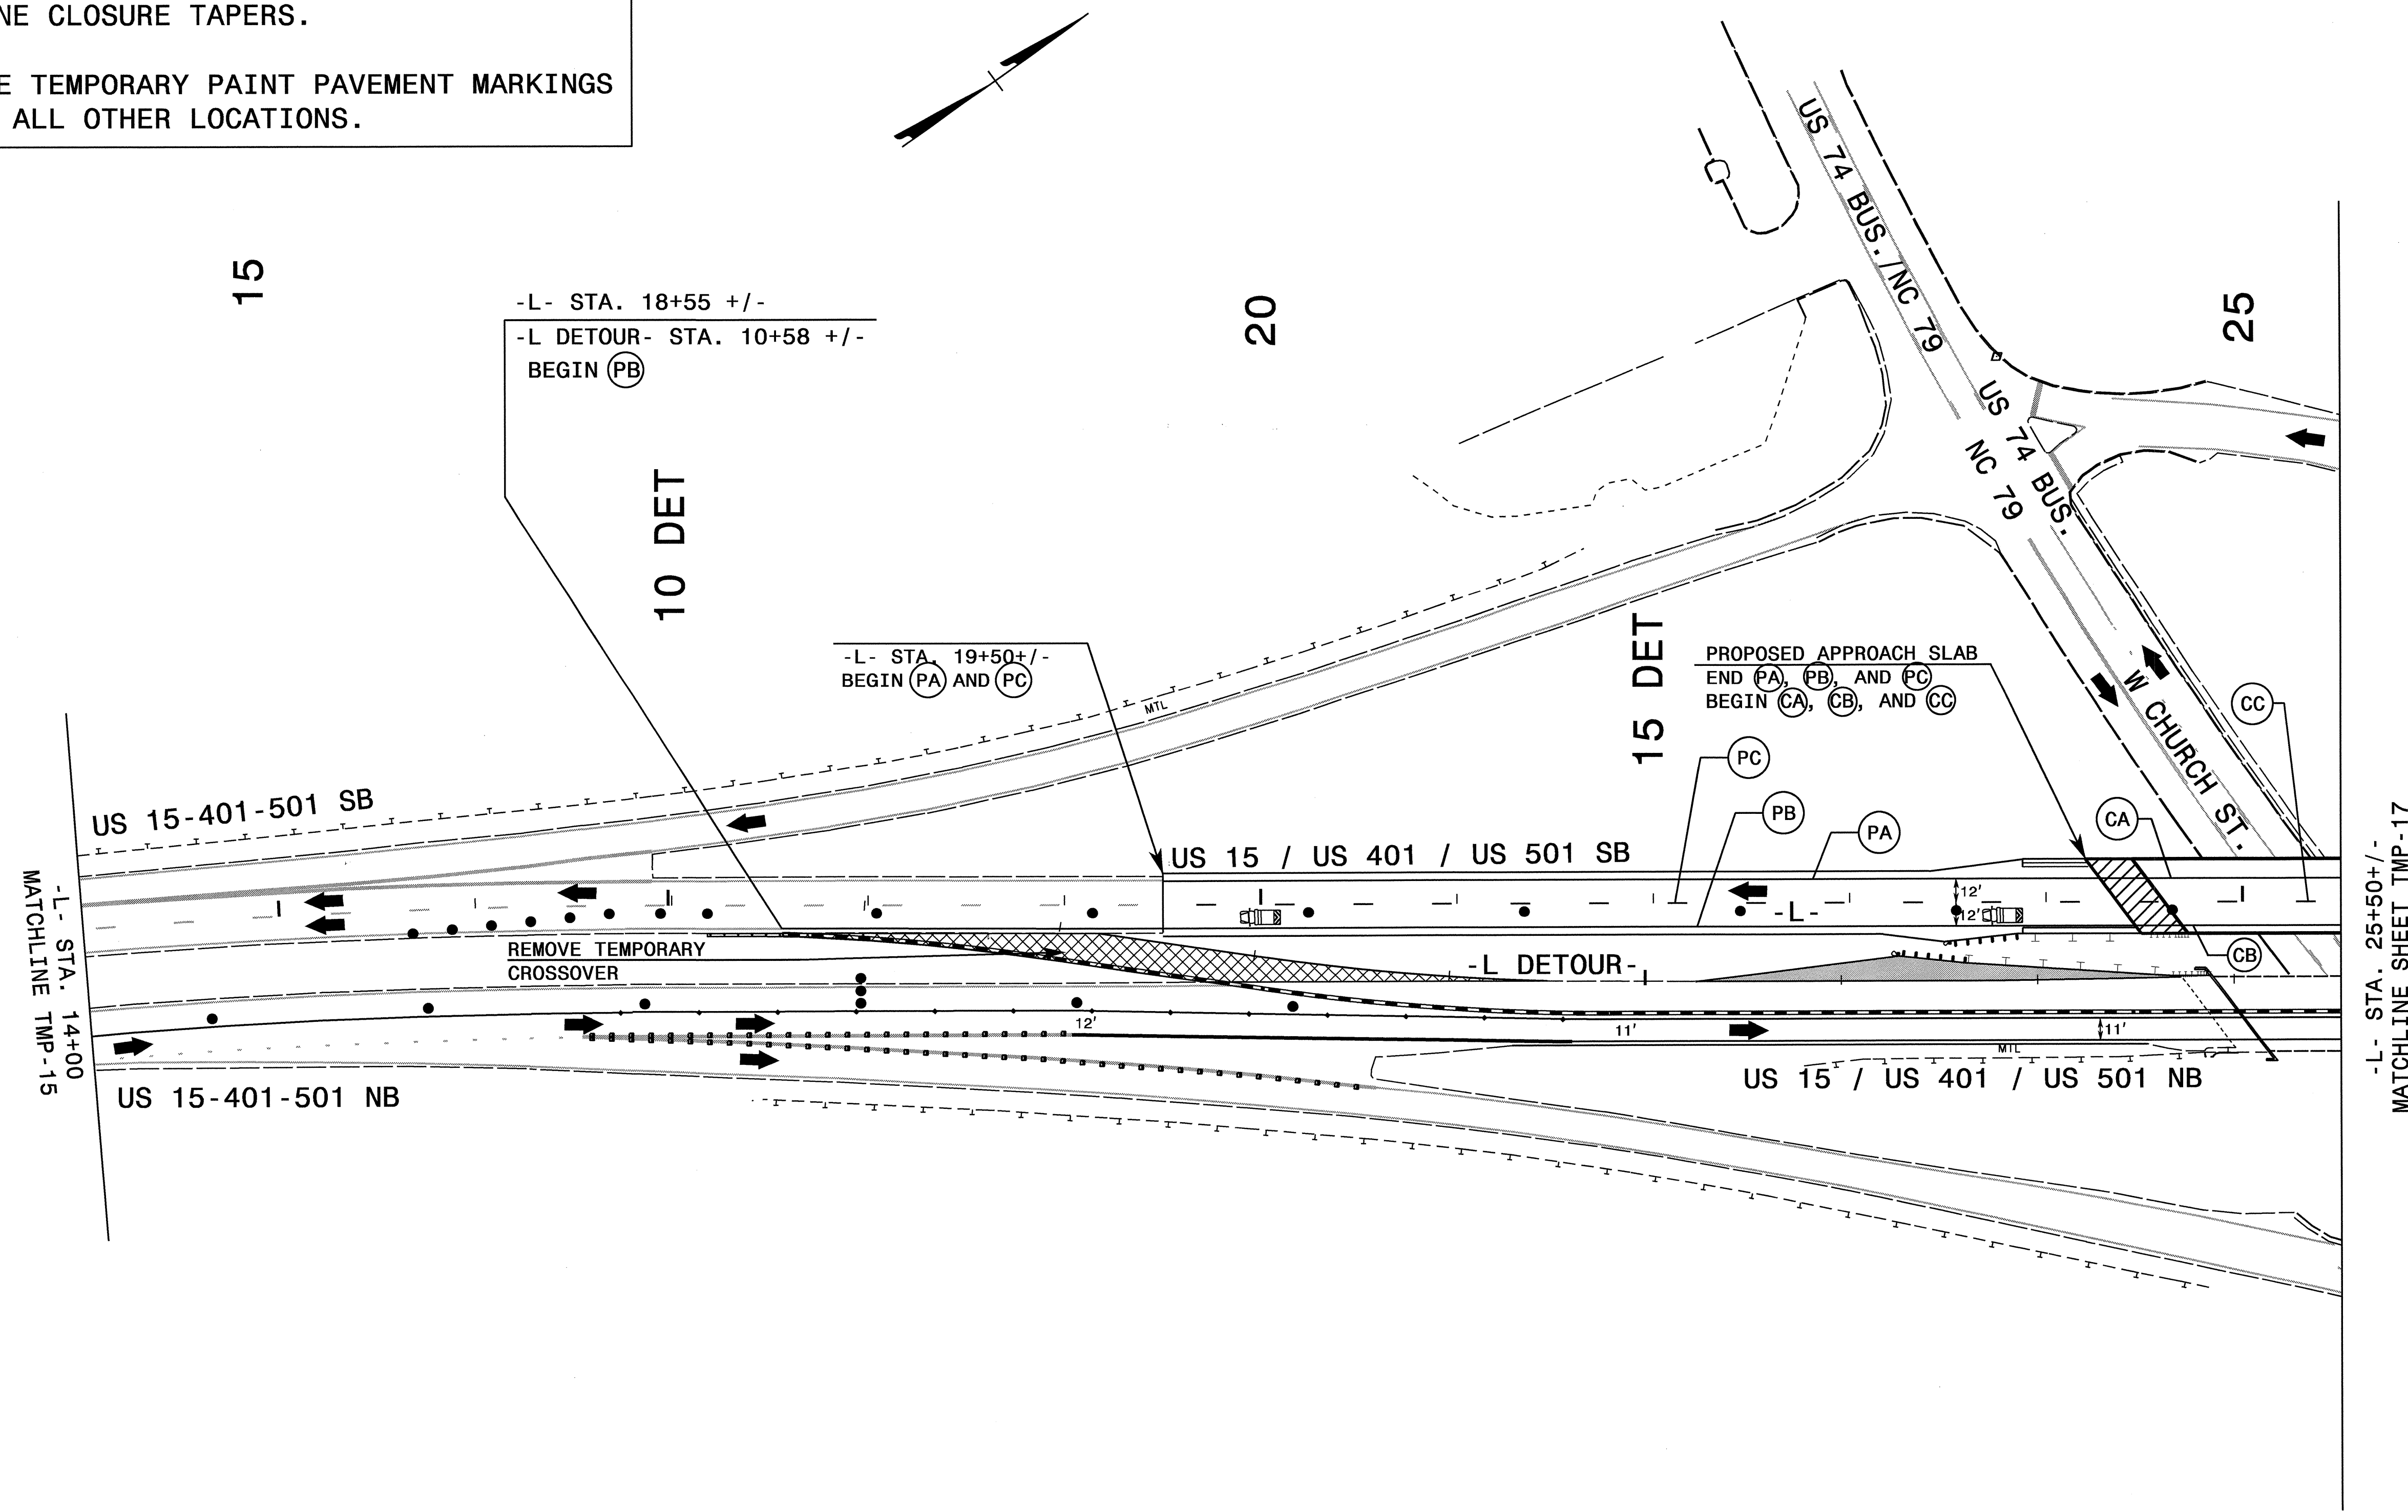 NE CLOSURE TAPERS.
E TEMPORARY PAINT PAVEMENT MARKINGS
ALL OTHER LOCATIONS.
15
20
25
-L- STA. 18+55 +/-
-L DETOUR- STA. 10+58 +/-
BEGIN PB
10 DET
15 DET
US 74 BUS./NC 79
US 74 BUS.
NC 79
W CHURCH ST.
-L- STA. 19+50+/-
BEGIN PA AND PC
MTL
PROPOSED APPROACH SLAB
END PA, PB, AND PC
BEGIN CA, CB, AND CC
PC
PB
PA
CA
CC
CB
US 15-401-501 SB
US 15 / US 401 / US 501 SB
12'
12'
-L-
REMOVE TEMPORARY
CROSSOVER
-L DETOUR-
12'
11'
11'
MTL
US 15-401-501 NB
US 15 / US 401 / US 501 NB
-L- STA. 14+00
MATCHLINE TMP-15
-L- STA. 25+50+/-
MATCHLINE SHEET TMP-17